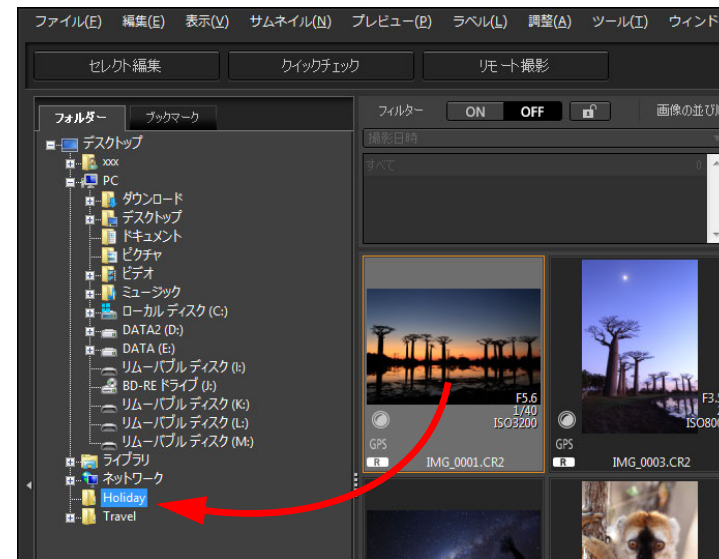 ファイル(F) 編集(E) 表示(V) サムネイル(N) プレビュー(P) ラベル(L) 調整(A) ツール(T) ウィンド
セレクト編集 クイックチェック リモート撮影
フォルダー ブックマーク
フィルター ON OFF 画像の並び
撮影日時
すべて 0
デスクトップ
xxx
PC
ダウンロード
デスクトップ
ドキュメント
ピクチャ
ビデオ
ミュージック
ローカル ディスク (C:)
DATA2 (D:)
DATA (E:)
リムーバブル ディスク (I:)
BD-RE ドライブ (J:)
リムーバブル ディスク (K:)
リムーバブル ディスク (L:)
リムーバブル ディスク (M:)
ライブラリ
ネットワーク
Holiday
Travel
F5.6
1/40
ISO3200
GPS
R IMG_0001.CR2
F3.5
ISO800
GPS
R IMG_0003.CR2